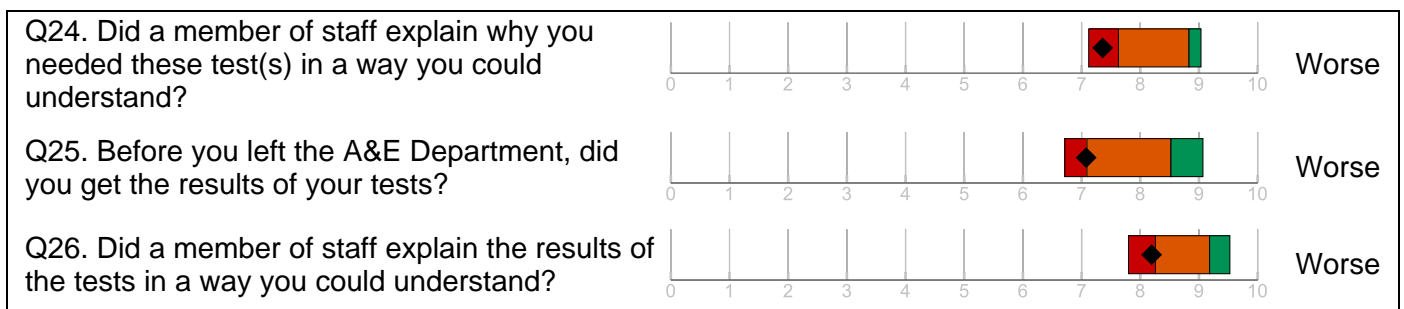 Q24. Did a member of staff explain why you
needed these test(s) in a way you could
understand?
0 1 2 3 4 5 6 7 8 9 10
Worse
Q25. Before you left the A&E Department, did
you get the results of your tests?
0 1 2 3 4 5 6 7 8 9 10
Worse
Q26. Did a member of staff explain the results of
the tests in a way you could understand?
0 1 2 3 4 5 6 7 8 9 10
Worse